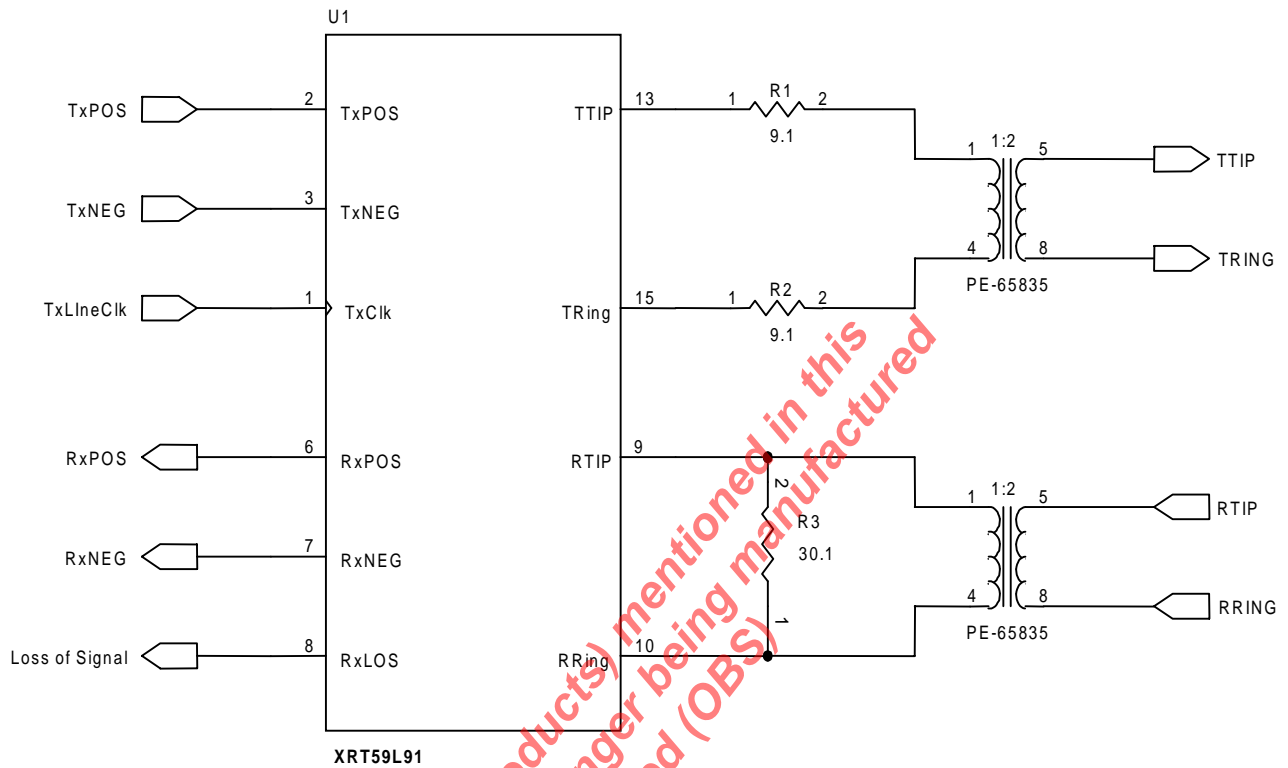 U1
TxPOS 2 TxPOS
TTIP 13 1 R1 2
9.1
1 1:2 5 TTIP
TxNEG 3 TxNEG
4 8 TRING
PE-65835
TxLIneClk 1 TxClk
TRing 15 1 R2 2
9.1
RxPOS 6 RxPOS
RTIP 9
2
R3
30.1
1
1 1:2 5 RTIP
RxNEG 7 RxNEG
4 8 RRING
PE-65835
Loss of Signal 8 RxLOS
RRing 10
XRT59L91
mentioned in this
being manufactured
(OBS)